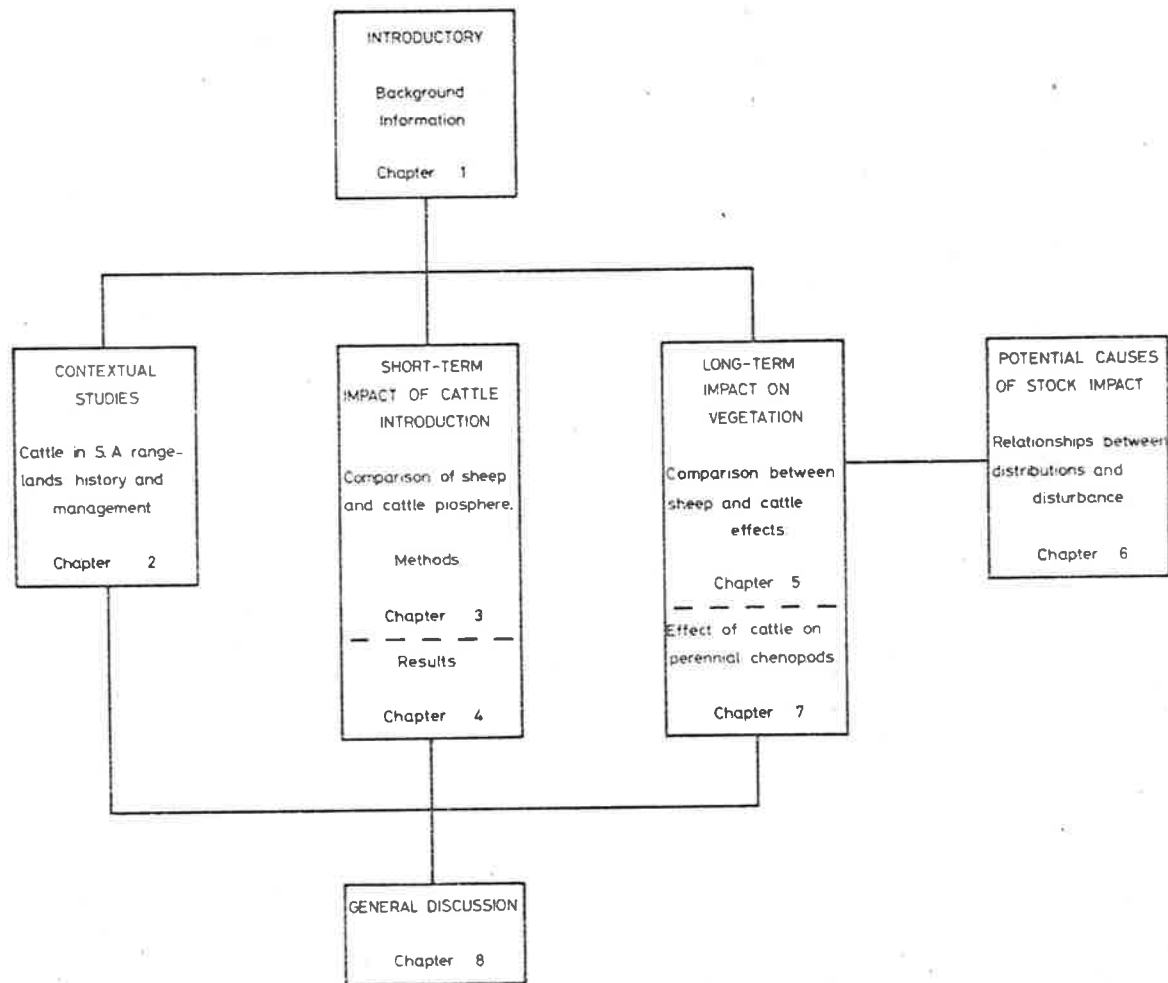 INTRODUCTORY
Background
Information
Chapter 1
CONTEXTUAL
STUDIES
Cattle in S.A range-
lands history and
management
Chapter 2
SHORT-TERM
IMPACT OF CATTLE
INTRODUCTION
Comparison of sheep
and cattle piosphere.
Methods
Chapter 3
Results
Chapter 4
LONG-TERM
IMPACT ON
VEGETATION
Comparison between
sheep and cattle
effects
Chapter 5
Effect of cattle on
perennial chenopods
Chapter 7
POTENTIAL CAUSES
OF STOCK IMPACT
Relationships between
distributions and
disturbance
Chapter 6
GENERAL DISCUSSION
Chapter 8